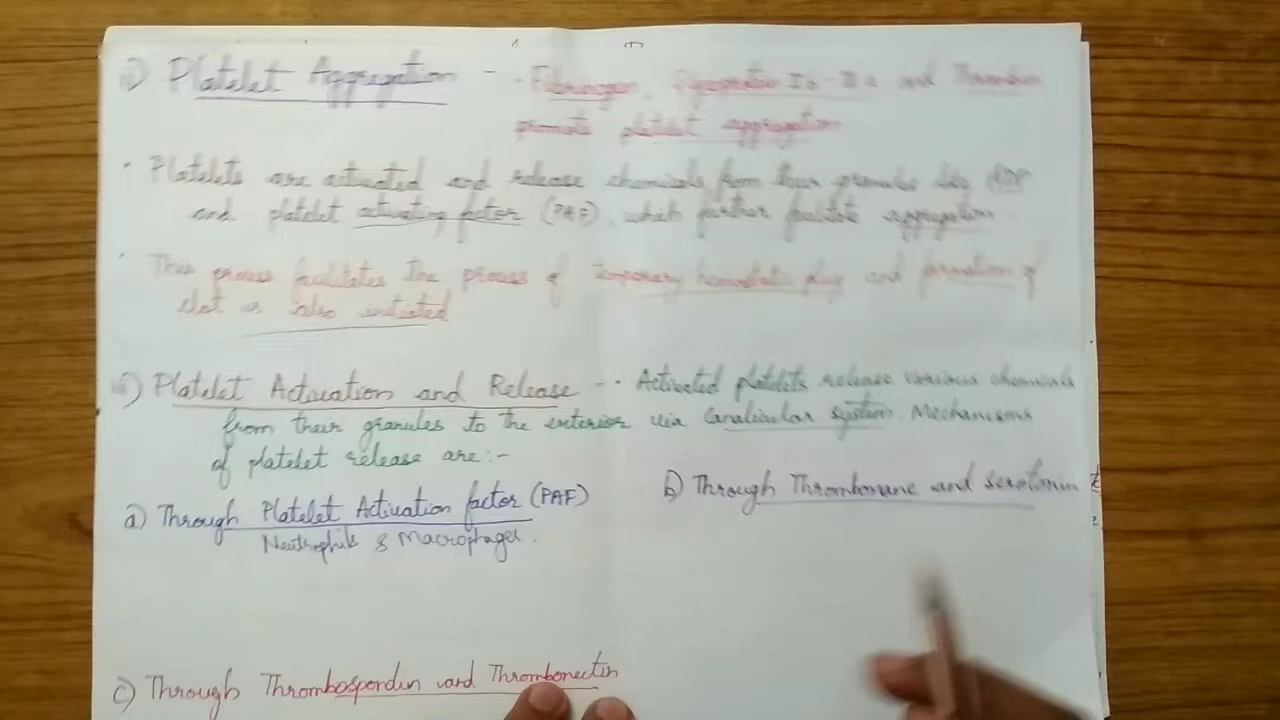 ii) Platelet Aggregation - · Fibrinogen, Glycoprotein IIb-IIIa and Thrombin
promote platelet aggregation
· Platelets are activated and release chemicals from their granules like ADP
and platelet activating factor (PAF), which further facilitate aggregation.
· This process facilitates the process of temporary hemostatic plug and formation of
clot is also initiated
iii) Platelet Activation and Release - · Activated platelets release various chemicals
from their granules to the exterior via Canalicular system. Mechanisms
of platelet release are:-
a) Through Platelet Activation factor (PAF)
Neutrophils & Macrophages.
b) Through Thromboxane and serotonin
c) Through Thrombospondin and Thrombonectin